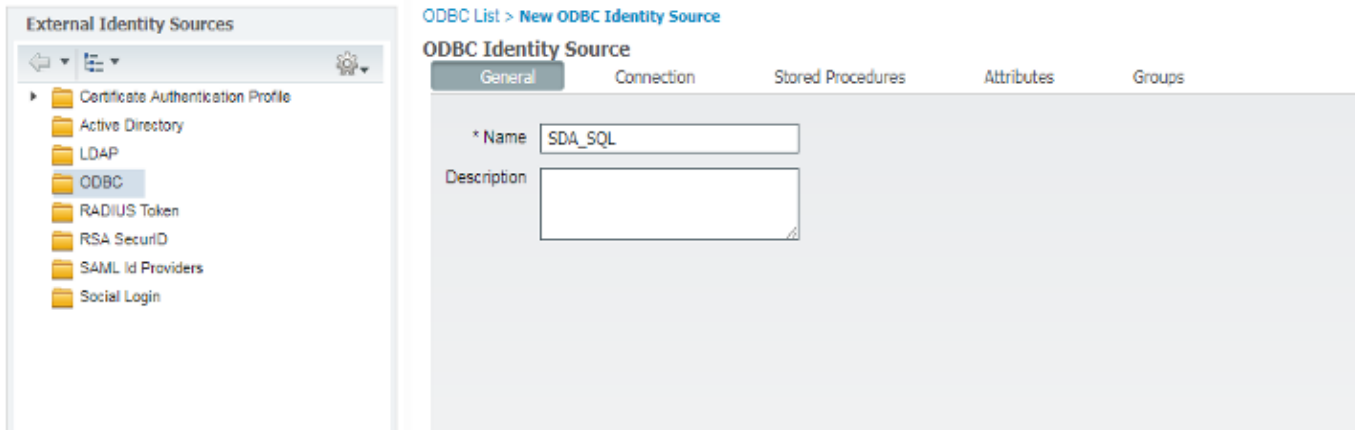 External Identity Sources
Certificate Authentication Profile
Active Directory
LDAP
ODBC
RADIUS Token
RSA SecurID
SAML Id Providers
Social Login
ODBC List > New ODBC Identity Source
ODBC Identity Source
General Connection Stored Procedures Attributes Groups
* Name SDA_SQL
Description